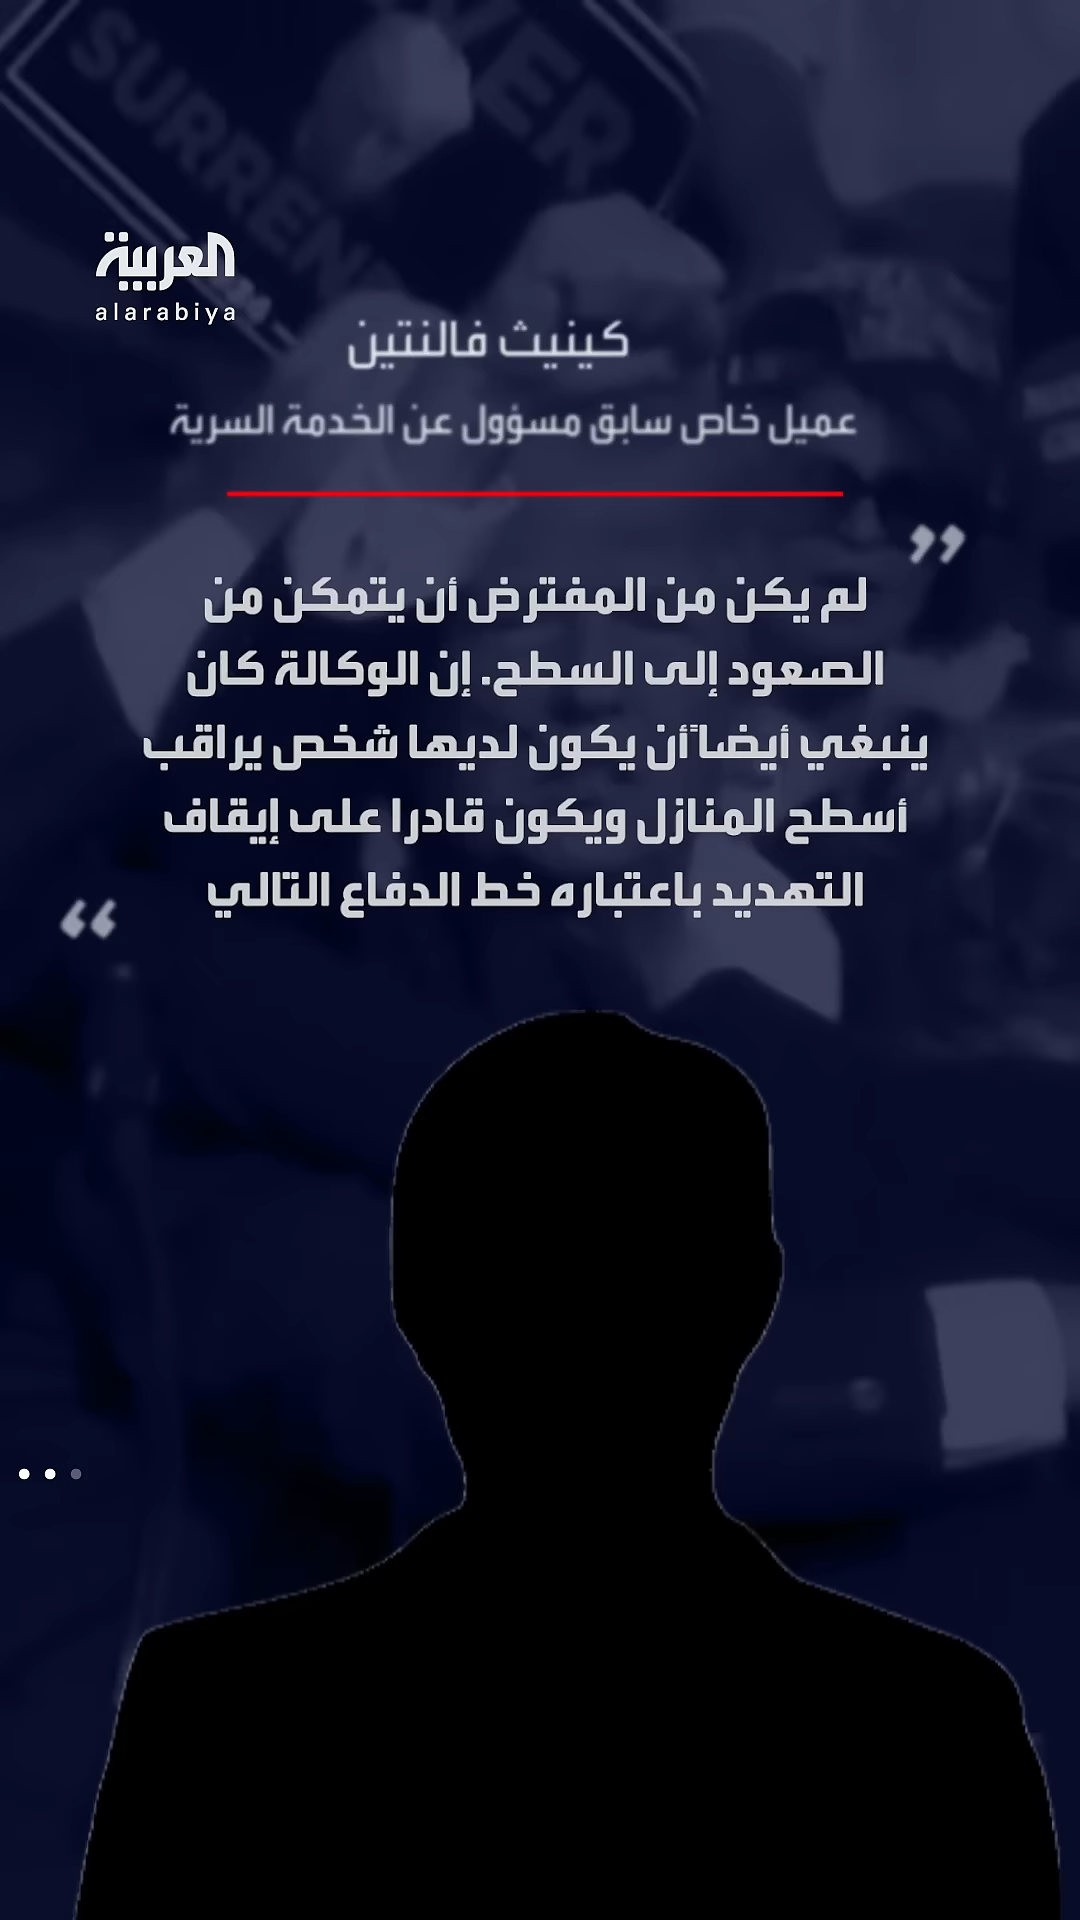 SURREN
VER
العربية
alarabiya
كينيث فالنتين
عميل خاص سابق مسؤول عن الخدمة السرية
”
لم يكن من المفترض أن يتمكن من
الصعود إلى السطح. إن الوكالة كان
ينبغي أيضاً أن يكون لديها شخص يراقب
أسطح المنازل ويكون قادرا على إيقاف
التهديد باعتباره خط الدفاع التالي
“